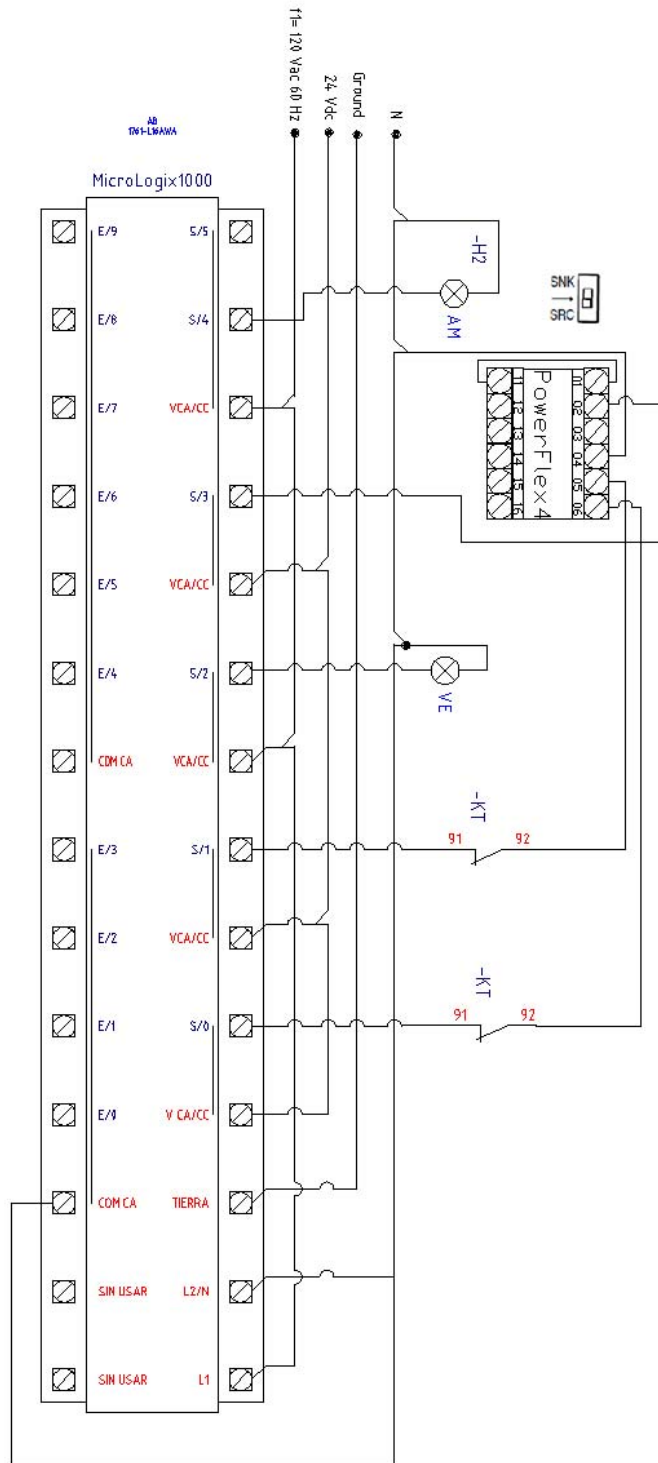 f1= 120 Vac 60 Hz
24 Vdc
Ground
N
AB
1761-L16AWA
MicroLogix1000
E/9 S/5
E/8 S/4
E/7 VCA/CC
E/6 S/3
E/5 VCA/CC
E/4 S/2
COM CA VCA/CC
E/3 S/1
E/2 VCA/CC
E/1 S/0
E/0 V CA/CC
COM CA TIERRA
SIN USAR L2/N
SIN USAR L1
-H2
AM
SNK
SRC
PowerFlex4
11 01
12 02
13 03
14 04
15 05
16 06
VE
-KT
91 92
-KT
91 92